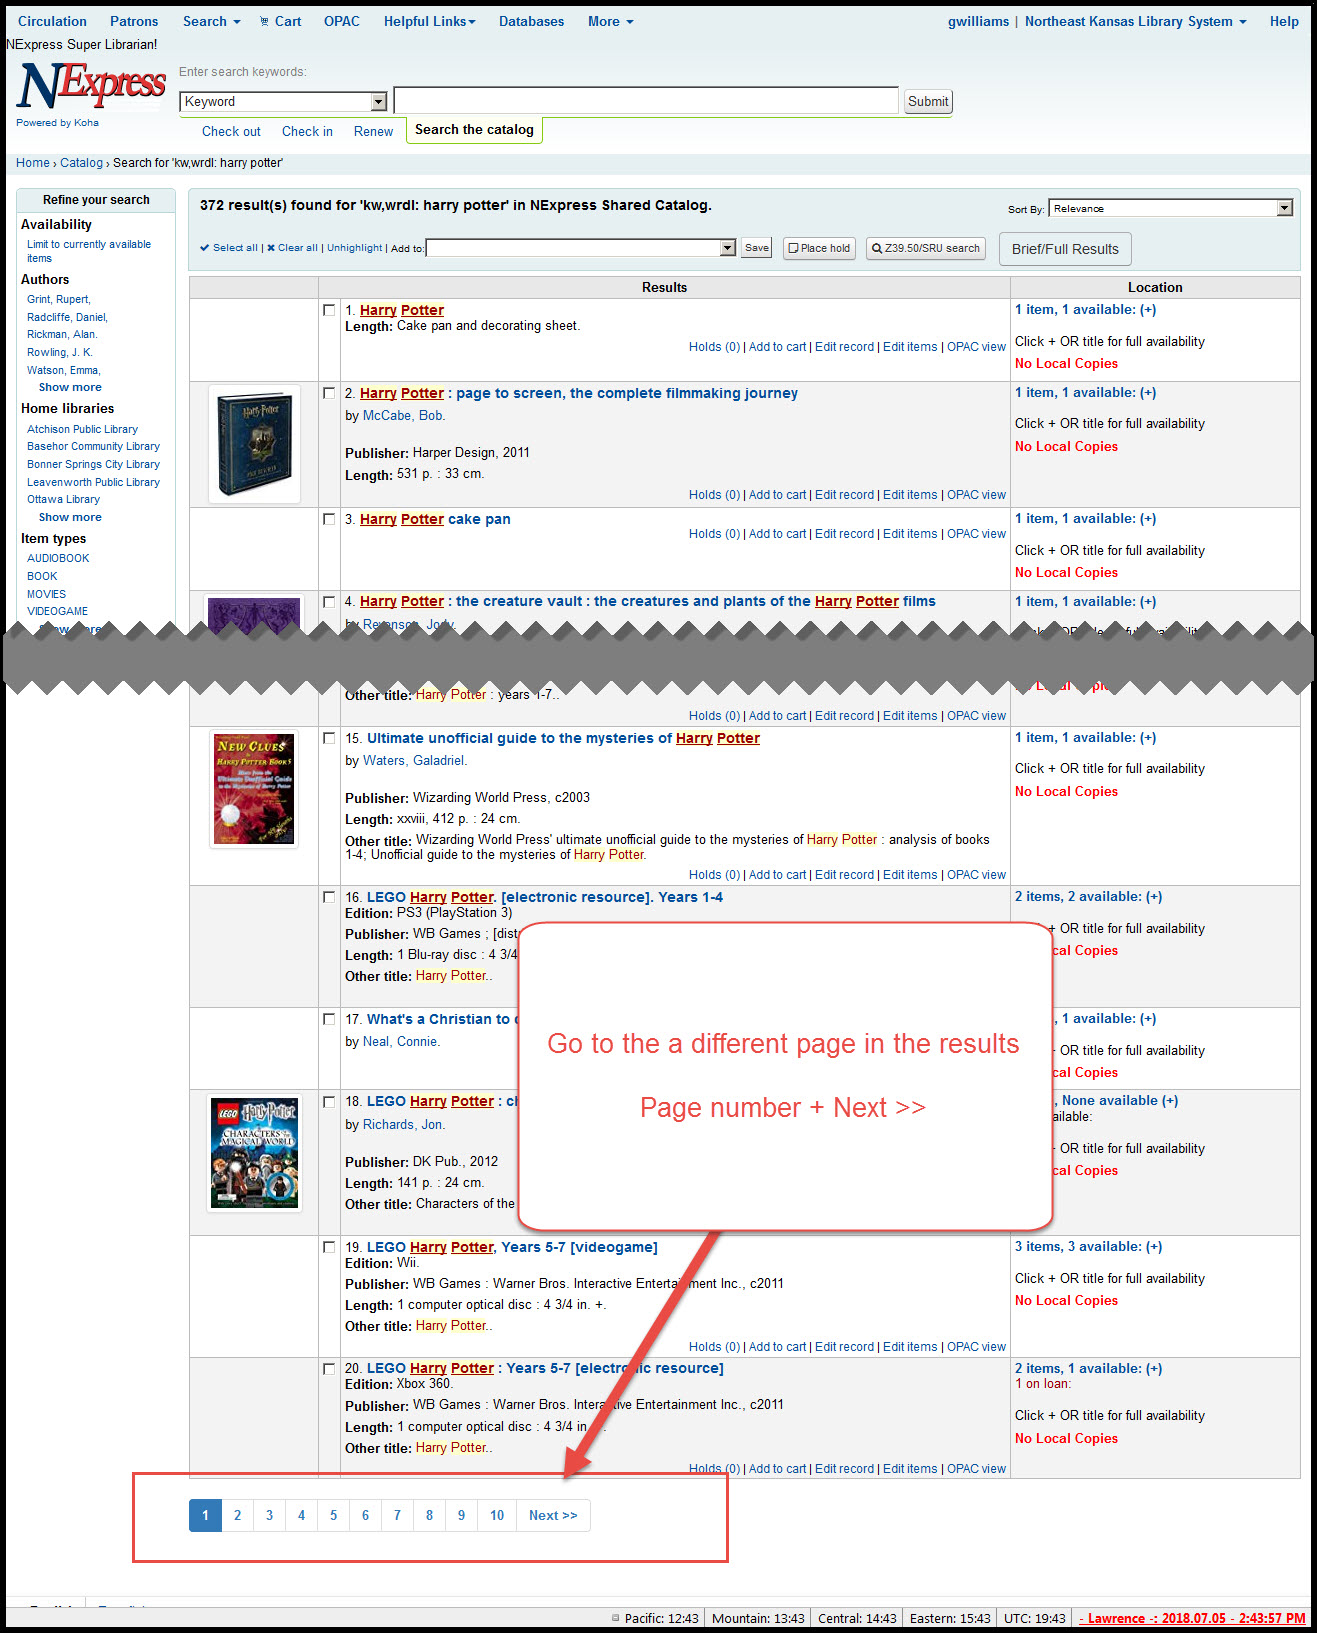 Circulation Patrons Search Cart OPAC Helpful Links Databases More gwilliams | Northeast Kansas Library System Help
NExpress Super Librarian!
NExpress
Powered by Koha
Enter search keywords:
Keyword Submit
Check out Check in Renew Search the catalog
Home › Catalog › Search for 'kw,wrdl: harry potter'
Refine your search
Availability
Limit to currently available
items
Authors
Grint, Rupert,
Radcliffe, Daniel,
Rickman, Alan.
Rowling, J. K.
Watson, Emma,
Show more
Home libraries
Atchison Public Library
Basehor Community Library
Bonner Springs City Library
Leavenworth Public Library
Ottawa Library
Show more
Item types
AUDIOBOOK
BOOK
MOVIES
VIDEOGAME
372 result(s) found for 'kw,wrdl: harry potter' in NExpress Shared Catalog.
Sort By: Relevance
Select all | Clear all | Unhighlight | Add to: Save Place hold Z39.50/SRU search Brief/Full Results
Results Location
1. Harry Potter
Length: Cake pan and decorating sheet.
Holds (0) | Add to cart | Edit record | Edit items | OPAC view
1 item, 1 available: (+)
Click + OR title for full availability
No Local Copies
Harry Potter
2. Harry Potter : page to screen, the complete filmmaking journey
by McCabe, Bob.
Publisher: Harper Design, 2011
Length: 531 p. : 33 cm.
Holds (0) | Add to cart | Edit record | Edit items | OPAC view
1 item, 1 available: (+)
Click + OR title for full availability
No Local Copies
3. Harry Potter cake pan
Holds (0) | Add to cart | Edit record | Edit items | OPAC view
1 item, 1 available: (+)
Click + OR title for full availability
No Local Copies
4. Harry Potter : the creature vault : the creatures and plants of the Harry Potter films
by Revenson, Jody.
1 item, 1 available: (+)
Other title: Harry Potter : years 1-7..
Holds (0) | Add to cart | Edit record | Edit items | OPAC view
NEW CLUES
HARRY POTTER BOOK 5
Ultimate Unofficial Guide
15. Ultimate unofficial guide to the mysteries of Harry Potter
by Waters, Galadriel.
Publisher: Wizarding World Press, c2003
Length: xxviii, 412 p. : 24 cm.
Other title: Wizarding World Press' ultimate unofficial guide to the mysteries of Harry Potter : analysis of books
1-4; Unofficial guide to the mysteries of Harry Potter.
Holds (0) | Add to cart | Edit record | Edit items | OPAC view
1 item, 1 available: (+)
Click + OR title for full availability
No Local Copies
16. LEGO Harry Potter. [electronic resource]. Years 1-4
Edition: PS3 (PlayStation 3)
Publisher: WB Games ; [dist
Length: 1 Blu-ray disc : 4 3/4
Other title: Harry Potter..
2 items, 2 available: (+)
+ OR title for full availability
cal Copies
17. What's a Christian to
by Neal, Connie.
, 1 available: (+)
OR title for full availability
cal Copies
LEGO Harry Potter
CHARACTERS OF THE
MAGICAL WORLD
18. LEGO Harry Potter : ch
by Richards, Jon.
Publisher: DK Pub., 2012
Length: 141 p. : 24 cm.
Other title: Characters of the
, None available (+)
ailable:
OR title for full availability
cal Copies
Go to the a different page in the results
Page number + Next >>
19. LEGO Harry Potter, Years 5-7 [videogame]
Edition: Wii.
Publisher: WB Games : Warner Bros. Interactive Entertainment Inc., c2011
Length: 1 computer optical disc : 4 3/4 in. +.
Other title: Harry Potter..
Holds (0) | Add to cart | Edit record | Edit items | OPAC view
3 items, 3 available: (+)
Click + OR title for full availability
No Local Copies
20. LEGO Harry Potter : Years 5-7 [electronic resource]
Edition: Xbox 360.
Publisher: WB Games : Warner Bros. Interactive Entertainment Inc., c2011
Length: 1 computer optical disc : 4 3/4 in.
Other title: Harry Potter..
Holds (0) | Add to cart | Edit record | Edit items | OPAC view
2 items, 1 available: (+)
1 on loan:
Click + OR title for full availability
No Local Copies
1 2 3 4 5 6 7 8 9 10 Next >>
Pacific: 12:43 Mountain: 13:43 Central: 14:43 Eastern: 15:43 UTC: 19:43 - Lawrence -: 2018.07.05 - 2:43:57 PM